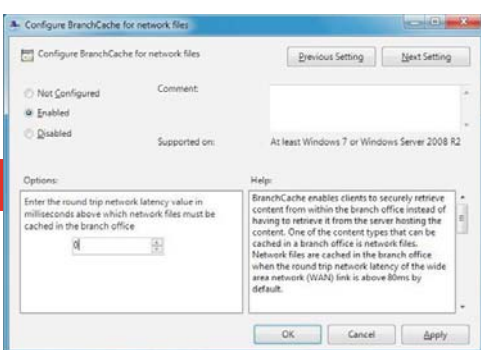 Configure BranchCache for network files
Configure BranchCache for network files
Previous Setting
Next Setting
Not Configured
Comment:
Enabled
Disabled
Supported on:
At least Windows 7 or Windows Server 2008 R2
Options:
Help:
Enter the round trip network latency value in
milliseconds above which network files must be
cached in the branch office
0
BranchCache enables clients to securely retrieve
content from within the branch office instead of
having to retrieve it from the server hosting the
content. One of the content types that can be
cached in a branch office is network files.
Network files are cached in the branch office
when the round trip network latency of the wide
area network (WAN) link is above 80ms by
default.
OK
Cancel
Apply